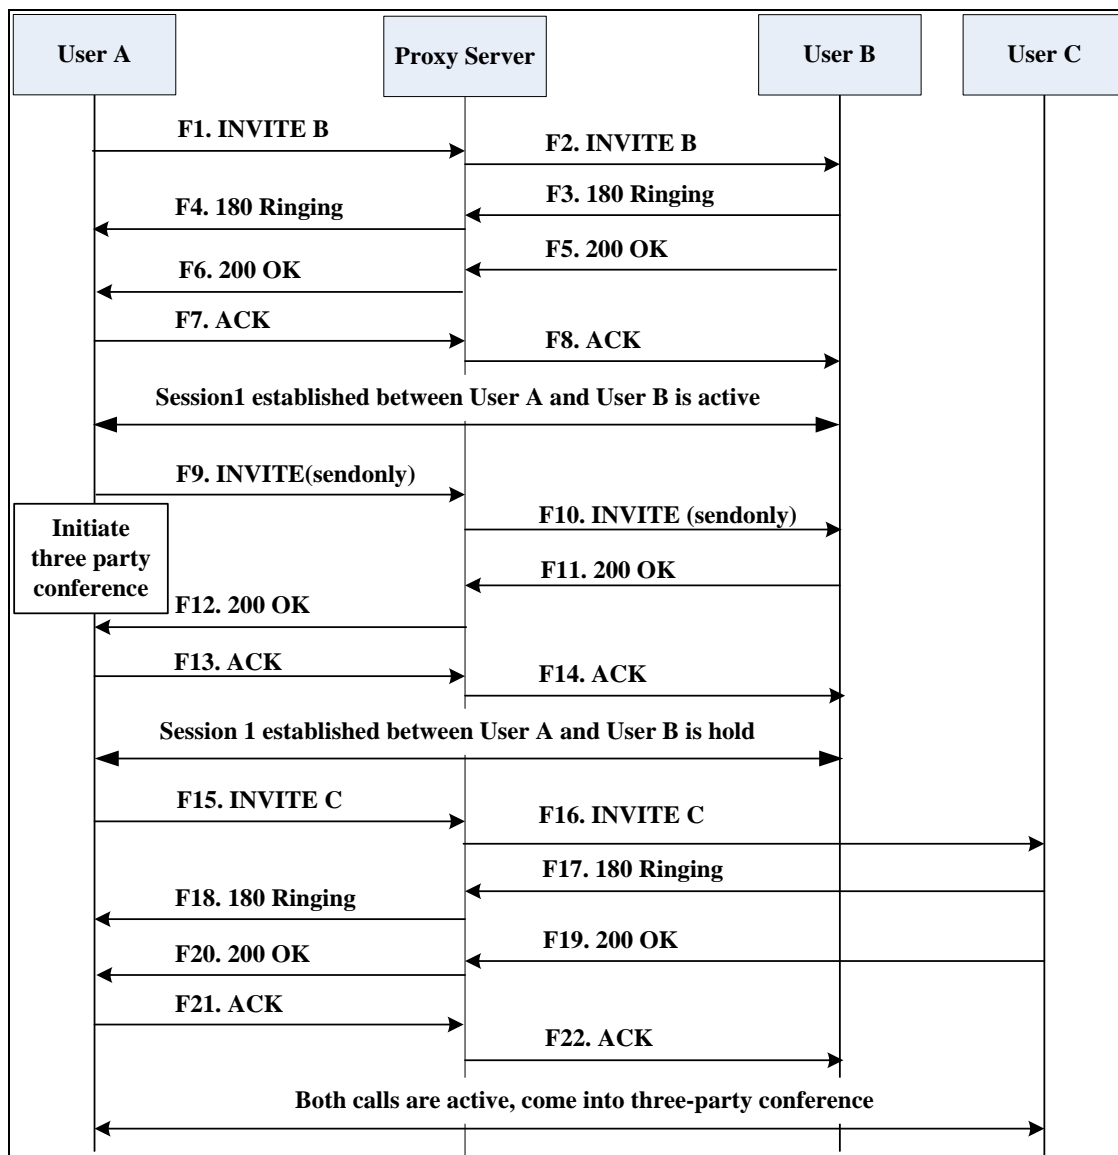 User A
Proxy Server
User B
User C
F1. INVITE B
F2. INVITE B
F3. 180 Ringing
F4. 180 Ringing
F5. 200 OK
F6. 200 OK
F7. ACK
F8. ACK
Session1 established between User A and User B is active
F9. INVITE(sendonly)
Initiate
three party
conference
F10. INVITE (sendonly)
F11. 200 OK
F12. 200 OK
F13. ACK
F14. ACK
Session 1 established between User A and User B is hold
F15. INVITE C
F16. INVITE C
F17. 180 Ringing
F18. 180 Ringing
F19. 200 OK
F20. 200 OK
F21. ACK
F22. ACK
Both calls are active, come into three-party conference